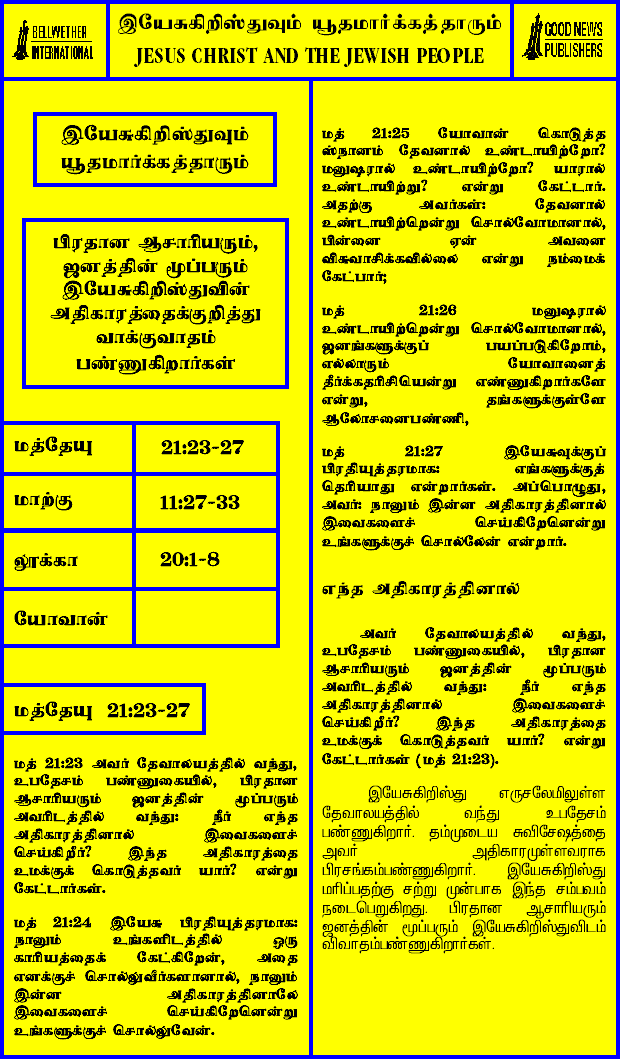 BELLWETHER
INTERNATIONAL
இயேசுகிறிஸ்துவும் யூதமார்க்கத்தாரும்
JESUS CHRIST AND THE JEWISH PEOPLE
GOOD NEWS
PUBLISHERS
இயேசுகிறிஸ்துவும்
யூதமார்க்கத்தாரும்
பிரதான ஆசாரியரும்,
ஜனத்தின் மூப்பரும்
இயேசுகிறிஸ்துவின்
அதிகாரத்தைக்குறித்து
வாக்குவாதம்
பண்ணுகிறார்கள்
மத்தேயு 21:23-27
மாற்கு 11:27-33
லூக்கா 20:1-8
யோவான்
மத்தேயு 21:23-27
மத் 21:23 அவர் தேவாலயத்தில் வந்து,
உபதேசம் பண்ணுகையில், பிரதான
ஆசாரியரும் ஜனத்தின் மூப்பரும்
அவரிடத்தில் வந்து: நீர் எந்த
அதிகாரத்தினால் இவைகளைச்
செய்கிறீர்? இந்த அதிகாரத்தை
உமக்குக் கொடுத்தவர் யார்? என்று
கேட்டார்கள்.
மத் 21:24 இயேசு பிரதியுத்தரமாக:
நானும் உங்களிடத்தில் ஒரு
காரியத்தைக் கேட்கிறேன், அதை
எனக்குச் சொல்லுவீர்களானால், நானும்
இன்ன அதிகாரத்தினாலே
இவைகளைச் செய்கிறேனென்று
உங்களுக்குச் சொல்லுவேன்.
மத் 21:25 யோவான் கொடுத்த
ஸ்நானம் தேவனால் உண்டாயிற்றோ?
மனுஷரால் உண்டாயிற்றோ? யாரால்
உண்டாயிற்று? என்று கேட்டார்.
அதற்கு அவர்கள்: தேவனால்
உண்டாயிற்றென்று சொல்வோமானால்,
பின்னை ஏன் அவனை
விசுவாசிக்கவில்லை என்று நம்மைக்
கேட்பார்;
மத் 21:26 மனுஷரால்
உண்டாயிற்றென்று சொல்வோமானால்,
ஜனங்களுக்குப் பயப்படுகிறோம்,
எல்லாரும் யோவானைத்
தீர்க்கதரிசியென்று எண்ணுகிறார்களே
என்று, தங்களுக்குள்ளே
ஆலோசனைபண்ணி,
மத் 21:27 இயேசுவுக்குப்
பிரதியுத்தரமாக: எங்களுக்குத்
தெரியாது என்றார்கள். அப்பொழுது,
அவர்: நானும் இன்ன அதிகாரத்தினால்
இவைகளைச் செய்கிறேனென்று
உங்களுக்குச் சொல்லேன் என்றார்.
எந்த அதிகாரத்தினால்
அவர் தேவாலயத்தில் வந்து,
உபதேசம் பண்ணுகையில், பிரதான
ஆசாரியரும் ஜனத்தின் மூப்பரும்
அவரிடத்தில் வந்து: நீர் எந்த
அதிகாரத்தினால் இவைகளைச்
செய்கிறீர்? இந்த அதிகாரத்தை
உமக்குக் கொடுத்தவர் யார்? என்று
கேட்டார்கள் (மத் 21:23).
இயேசுகிறிஸ்து எருசலேமிலுள்ள
தேவாலயத்தில் வந்து உபதேசம்
பண்ணுகிறார். தம்முடைய சுவிசேஷத்தை
அவர் அதிகாரமுள்ளவராக
பிரசங்கம்பண்ணுகிறார். இயேசுகிறிஸ்து
மரிப்பதற்கு சற்று முன்பாக இந்த சம்பவம்
நடைபெறுகிறது. பிரதான ஆசாரியரும்
ஜனத்தின் மூப்பரும் இயேசுகிறிஸ்துவிடம்
விவாதம்பண்ணுகிறார்கள்.